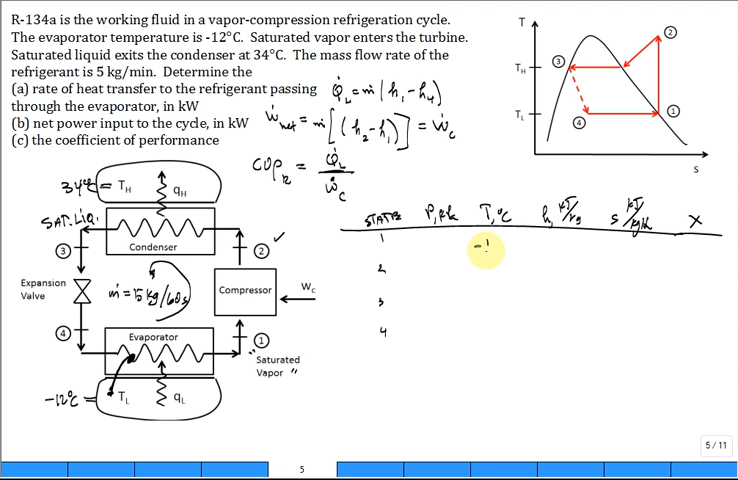 R-134a is the working fluid in a vapor-compression refrigeration cycle.
The evaporator temperature is -12°C. Saturated vapor enters the turbine.
Saturated liquid exits the condenser at 34°C. The mass flow rate of the
refrigerant is 5 kg/min. Determine the
(a) rate of heat transfer to the refrigerant passing
through the evaporator, in kW
(b) net power input to the cycle, in kW
(c) the coefficient of performance
Q̇L = ṁ(h1 - h4)
Ẇnet = ṁ[(h2 - h1)] = Ẇc
COPR = Q̇L / Ẇc
T
TH
TL
s
1
2
3
4
34°C = TH
qH
SAT. LIQ.
Condenser
3
2 ✓
Expansion
Valve
ṁ = 5 kg/60s
Compressor
Wc
4
Evaporator
1
"Saturated
Vapor"
-12°C = TL
qL
STATE P, kPa T, °C h, kJ/kg s kJ/kgK X
1 -1
2
3
4
5/11
5